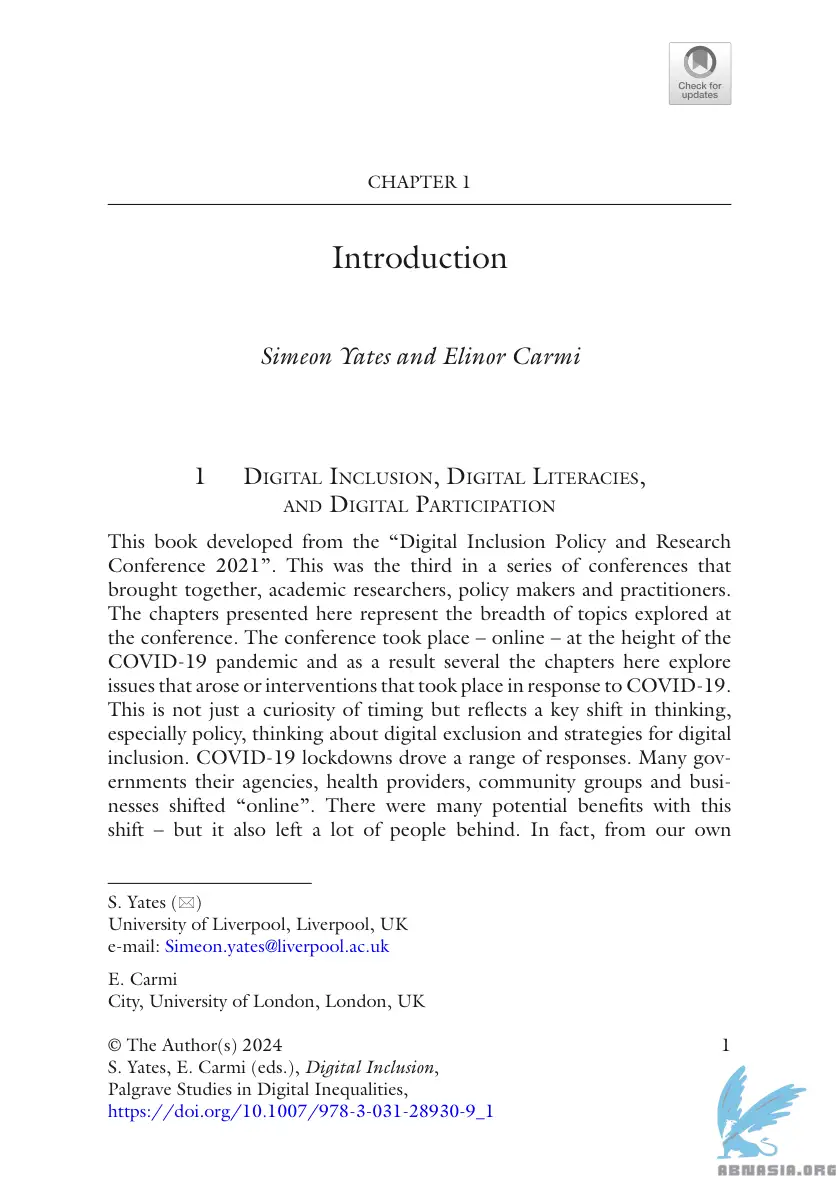 Check for
updates
CHAPTER 1
Introduction
Simeon Yates and Elinor Carmi
1 Digital Inclusion, Digital Literacies,
and Digital Participation
This book developed from the “Digital Inclusion Policy and Research
Conference 2021”. This was the third in a series of conferences that
brought together, academic researchers, policy makers and practitioners.
The chapters presented here represent the breadth of topics explored at
the conference. The conference took place – online – at the height of the
COVID-19 pandemic and as a result several the chapters here explore
issues that arose or interventions that took place in response to COVID-19.
This is not just a curiosity of timing but reflects a key shift in thinking,
especially policy, thinking about digital exclusion and strategies for digital
inclusion. COVID-19 lockdowns drove a range of responses. Many gov-
ernments their agencies, health providers, community groups and busi-
nesses shifted “online”. There were many potential benefits with this
shift – but it also left a lot of people behind. In fact, from our own
S. Yates (✉)
University of Liverpool, Liverpool, UK
e-mail: Simeon.yates@liverpool.ac.uk
E. Carmi
City, University of London, London, UK
© The Author(s) 2024 1
S. Yates, E. Carmi (eds.), Digital Inclusion,
Palgrave Studies in Digital Inequalities,
https://doi.org/10.1007/978-3-031-28930-9_1
ABNASIA.ORG